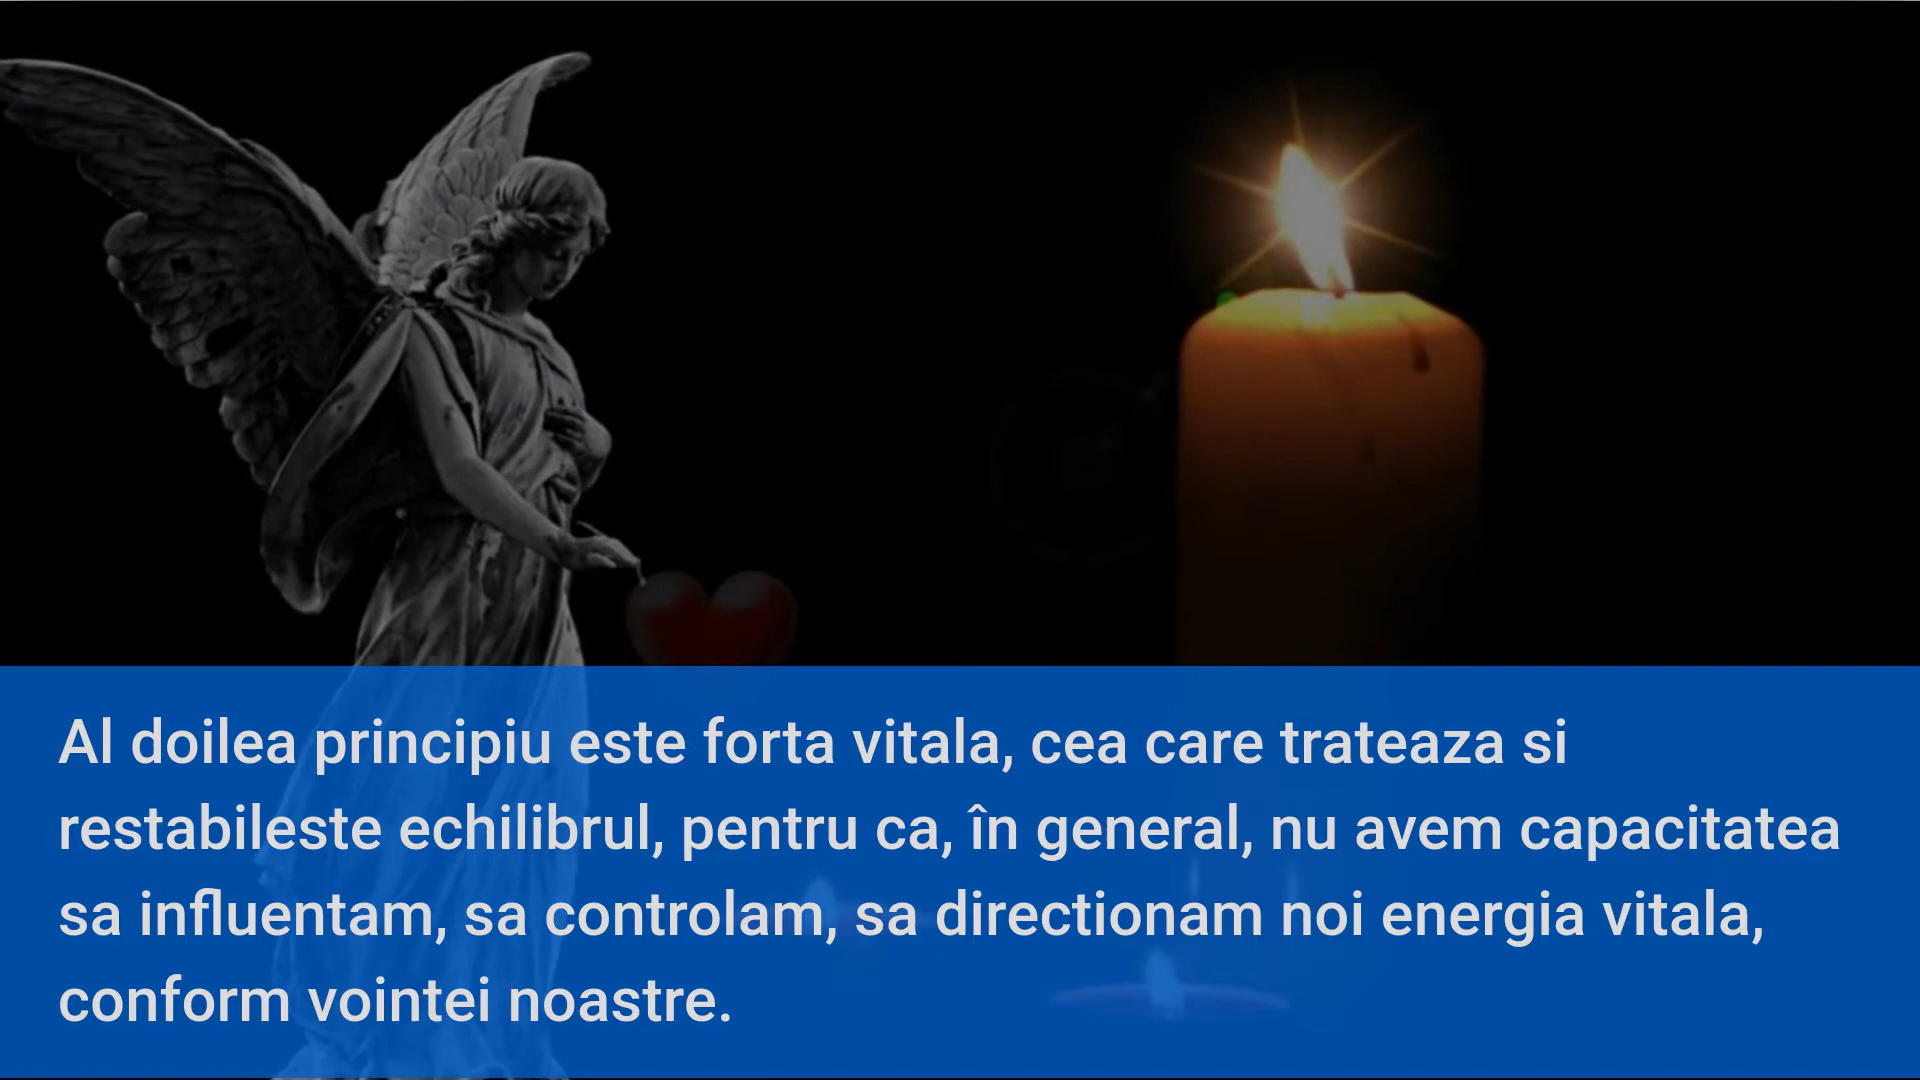 Al doilea principiu este forta vitala, cea care trateaza si
restabileste echilibrul, pentru ca, în general, nu avem capacitatea
sa influentam, sa controlam, sa directionam noi energia vitala,
conform vointei noastre.